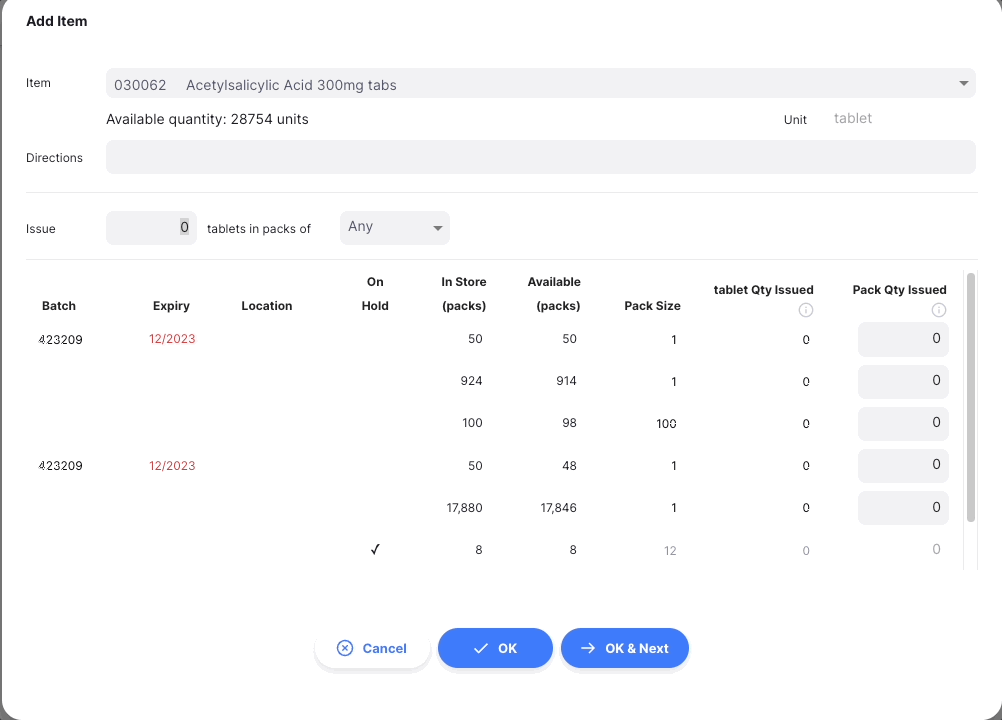 Add Item
Item 030062 Acetylsalicylic Acid 300mg tabs
Available quantity: 28754 units Unit tablet
Directions
Issue 0 tablets in packs of Any
Batch Expiry Location On Hold In Store (packs) Available (packs) Pack Size tablet Qty Issued Pack Qty Issued
423209 12/2023 50 50 1 0 0
924 914 1 0 0
100 98 100 0 0
423209 12/2023 50 48 1 0 0
17,880 17,846 1 0 0
✓ 8 8 12 0 0
Cancel OK OK & Next